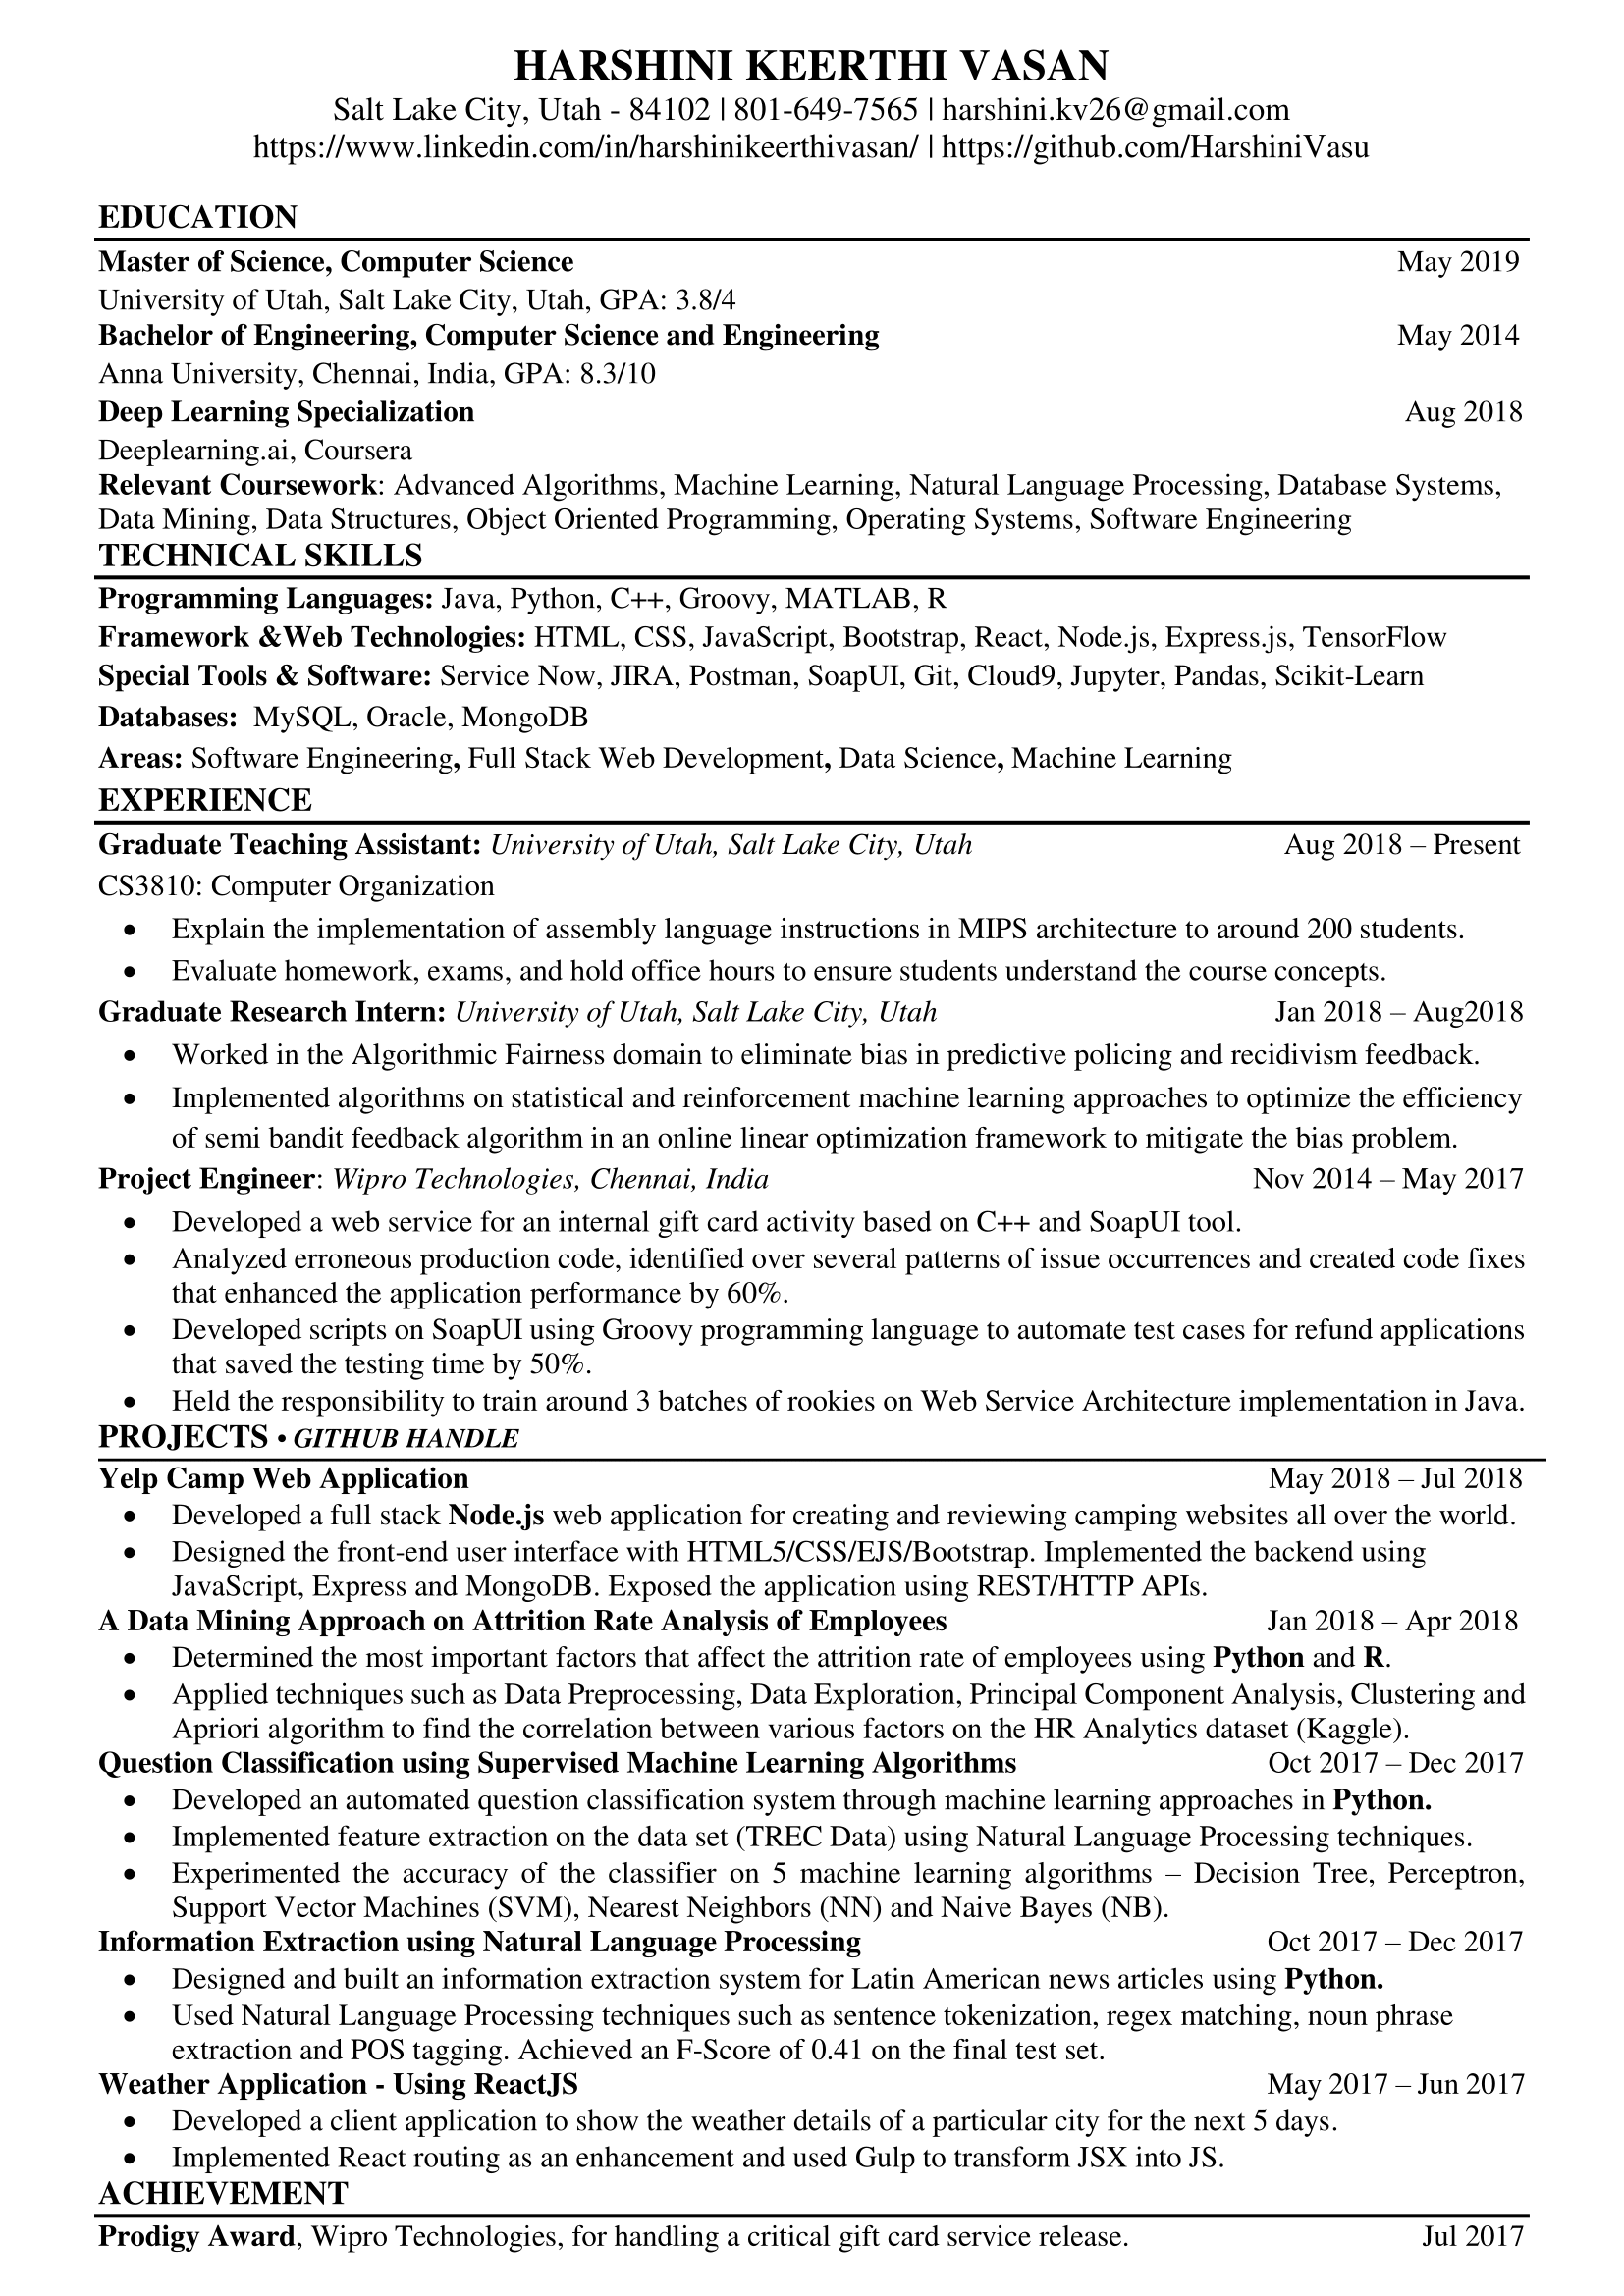 HARSHINI KEERTHI VASAN
Salt Lake City, Utah - 84102 | 801-649-7565 | harshini.kv26@gmail.com
https://www.linkedin.com/in/harshinikeerthivasan/ | https://github.com/HarshiniVasu
EDUCATION
Master of Science, Computer Science May 2019
University of Utah, Salt Lake City, Utah, GPA: 3.8/4
Bachelor of Engineering, Computer Science and Engineering May 2014
Anna University, Chennai, India, GPA: 8.3/10
Deep Learning Specialization Aug 2018
Deeplearning.ai, Coursera
Relevant Coursework: Advanced Algorithms, Machine Learning, Natural Language Processing, Database Systems,
Data Mining, Data Structures, Object Oriented Programming, Operating Systems, Software Engineering
TECHNICAL SKILLS
Programming Languages: Java, Python, C++, Groovy, MATLAB, R
Framework &Web Technologies: HTML, CSS, JavaScript, Bootstrap, React, Node.js, Express.js, TensorFlow
Special Tools & Software: Service Now, JIRA, Postman, SoapUI, Git, Cloud9, Jupyter, Pandas, Scikit-Learn
Databases: MySQL, Oracle, MongoDB
Areas: Software Engineering, Full Stack Web Development, Data Science, Machine Learning
EXPERIENCE
Graduate Teaching Assistant: University of Utah, Salt Lake City, Utah Aug 2018 – Present
CS3810: Computer Organization
• Explain the implementation of assembly language instructions in MIPS architecture to around 200 students.
• Evaluate homework, exams, and hold office hours to ensure students understand the course concepts.
Graduate Research Intern: University of Utah, Salt Lake City, Utah Jan 2018 – Aug2018
• Worked in the Algorithmic Fairness domain to eliminate bias in predictive policing and recidivism feedback.
• Implemented algorithms on statistical and reinforcement machine learning approaches to optimize the efficiency
of semi bandit feedback algorithm in an online linear optimization framework to mitigate the bias problem.
Project Engineer: Wipro Technologies, Chennai, India Nov 2014 – May 2017
• Developed a web service for an internal gift card activity based on C++ and SoapUI tool.
• Analyzed erroneous production code, identified over several patterns of issue occurrences and created code fixes
that enhanced the application performance by 60%.
• Developed scripts on SoapUI using Groovy programming language to automate test cases for refund applications
that saved the testing time by 50%.
• Held the responsibility to train around 3 batches of rookies on Web Service Architecture implementation in Java.
PROJECTS • GITHUB HANDLE
Yelp Camp Web Application May 2018 – Jul 2018
• Developed a full stack Node.js web application for creating and reviewing camping websites all over the world.
• Designed the front-end user interface with HTML5/CSS/EJS/Bootstrap. Implemented the backend using
JavaScript, Express and MongoDB. Exposed the application using REST/HTTP APIs.
A Data Mining Approach on Attrition Rate Analysis of Employees Jan 2018 – Apr 2018
• Determined the most important factors that affect the attrition rate of employees using Python and R.
• Applied techniques such as Data Preprocessing, Data Exploration, Principal Component Analysis, Clustering and
Apriori algorithm to find the correlation between various factors on the HR Analytics dataset (Kaggle).
Question Classification using Supervised Machine Learning Algorithms Oct 2017 – Dec 2017
• Developed an automated question classification system through machine learning approaches in Python.
• Implemented feature extraction on the data set (TREC Data) using Natural Language Processing techniques.
• Experimented the accuracy of the classifier on 5 machine learning algorithms – Decision Tree, Perceptron,
Support Vector Machines (SVM), Nearest Neighbors (NN) and Naive Bayes (NB).
Information Extraction using Natural Language Processing Oct 2017 – Dec 2017
• Designed and built an information extraction system for Latin American news articles using Python.
• Used Natural Language Processing techniques such as sentence tokenization, regex matching, noun phrase
extraction and POS tagging. Achieved an F-Score of 0.41 on the final test set.
Weather Application - Using ReactJS May 2017 – Jun 2017
• Developed a client application to show the weather details of a particular city for the next 5 days.
• Implemented React routing as an enhancement and used Gulp to transform JSX into JS.
ACHIEVEMENT
Prodigy Award, Wipro Technologies, for handling a critical gift card service release. Jul 2017